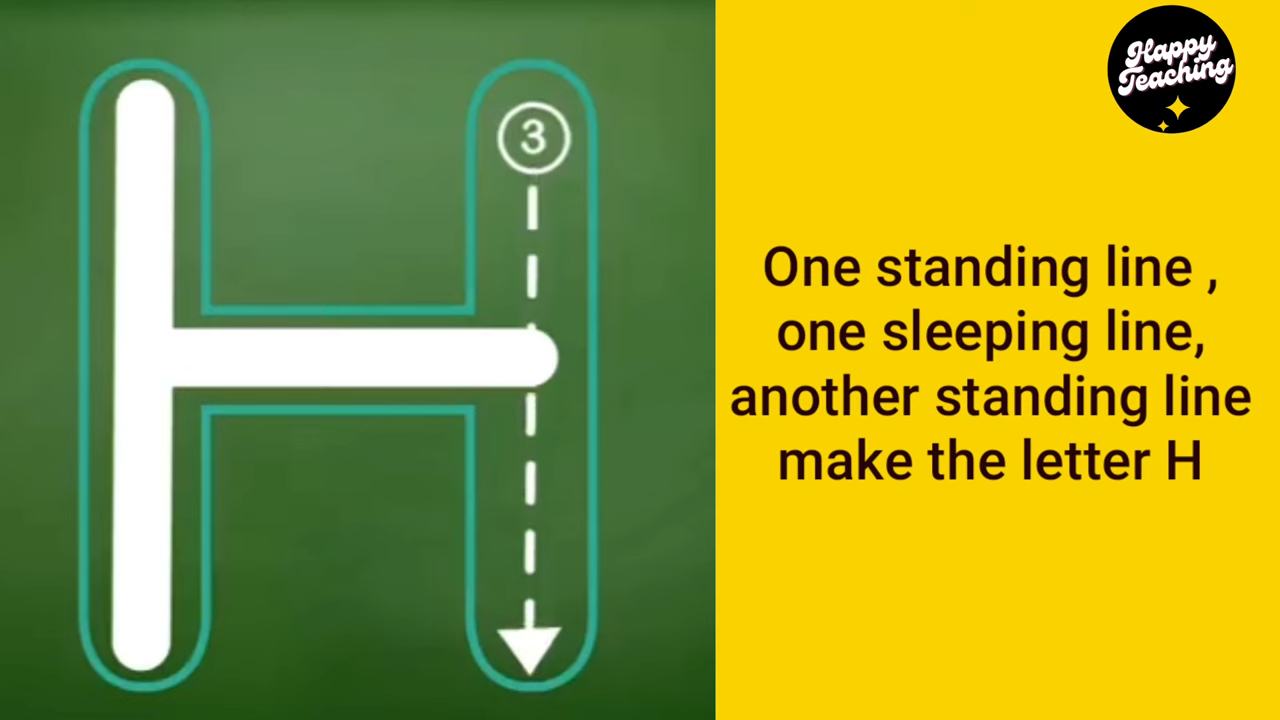 Happy
Teaching
3
One standing line ,
one sleeping line,
another standing line
make the letter H